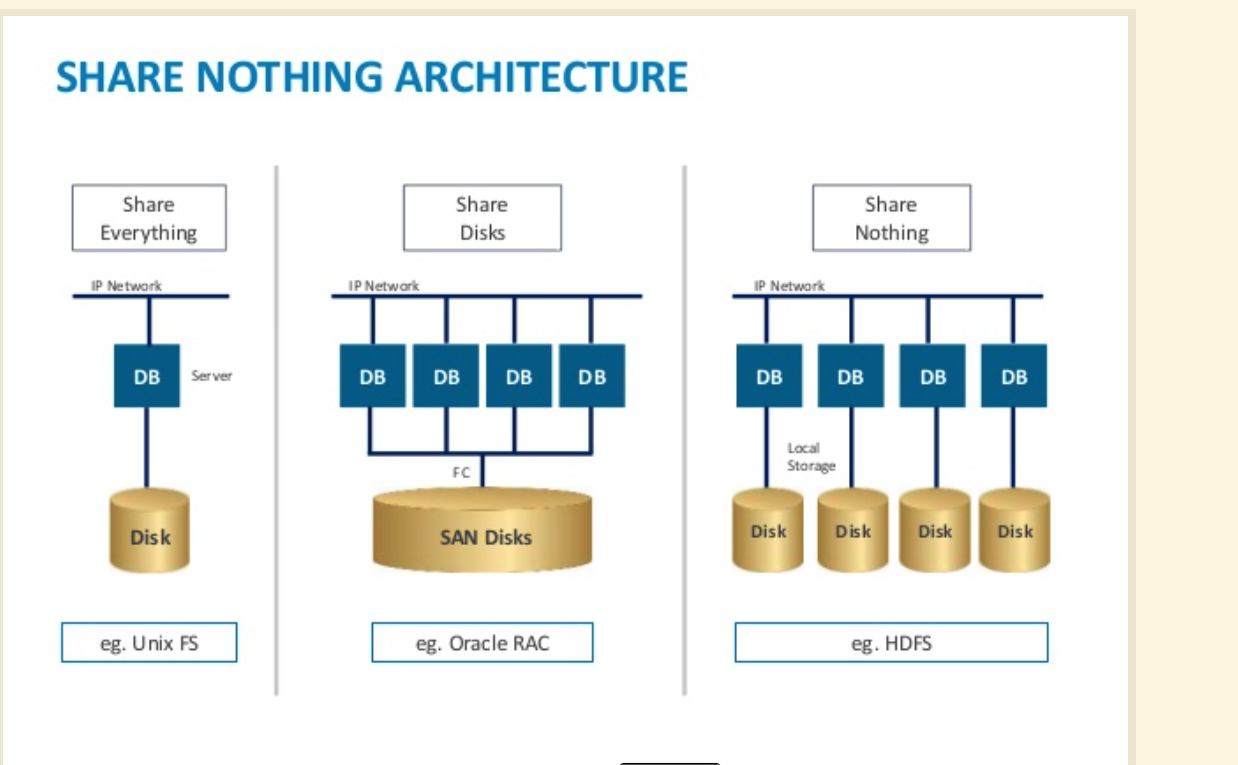 SHARE NOTHING ARCHITECTURE
Share
Everything
IP Network
DB
Server
Disk
eg. Unix FS
Share
Disks
IP Network
DB
DB
DB
DB
FC
SAN Disks
eg. Oracle RAC
Share
Nothing
IP Network
DB
DB
DB
DB
Local
Storage
Disk
Disk
Disk
Disk
eg. HDFS